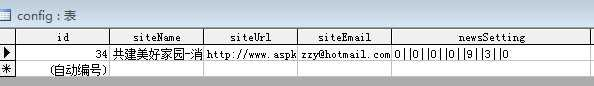 config : 表
id siteName siteUrl siteEmail newsSetting
34 共建美好家园-消 http://www.aspk zzy@hotmail.com 0||0||0||0||9||3||0
(自动编号)